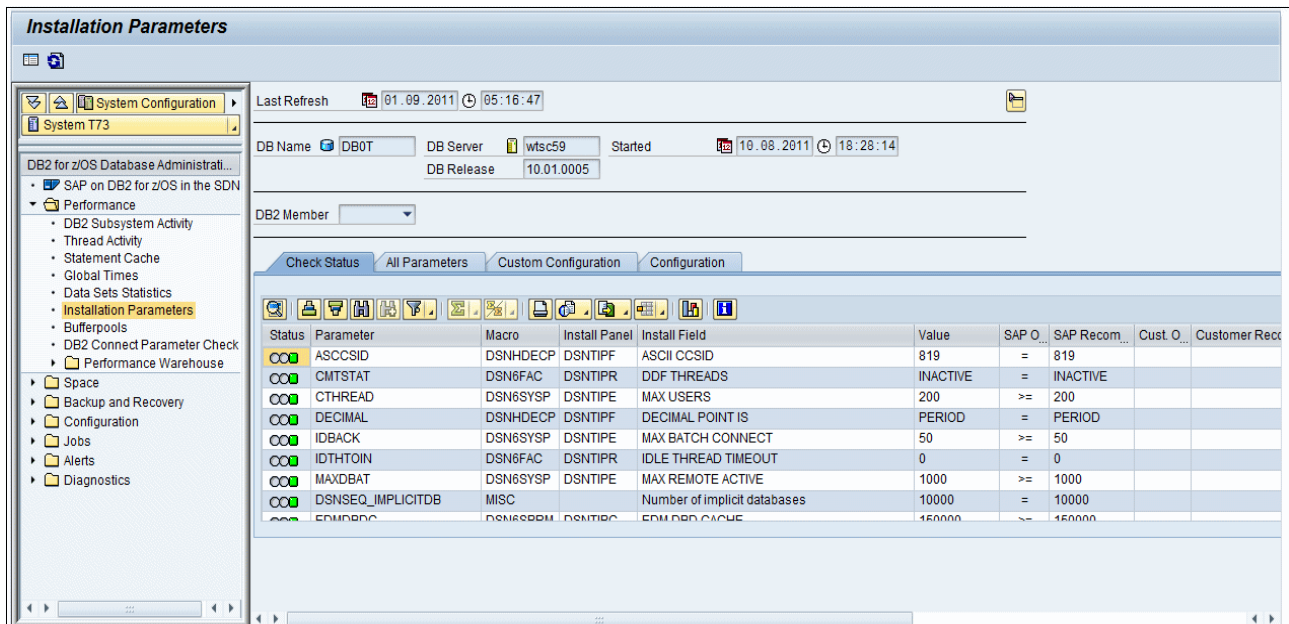 Installation Parameters
System Configuration
System T73
DB2 for z/OS Database Administrati...
SAP on DB2 for z/OS in the SDN
Performance
DB2 Subsystem Activity
Thread Activity
Statement Cache
Global Times
Data Sets Statistics
Installation Parameters
Bufferpools
DB2 Connect Parameter Check
Performance Warehouse
Space
Backup and Recovery
Configuration
Jobs
Alerts
Diagnostics
Last Refresh 01.09.2011 05:16:47
DB Name DB0T DB Server wtsc59 Started 10.08.2011 18:28:14
DB Release 10.01.0005
DB2 Member
Check Status All Parameters Custom Configuration Configuration
Status Parameter Macro Install Panel Install Field Value SAP O... SAP Recom... Cust. O... Customer Reco
ASCCSID DSNHDECP DSNTIPF ASCII CCSID 819 = 819
CMTSTAT DSN6FAC DSNTIPR DDF THREADS INACTIVE = INACTIVE
CTHREAD DSN6SYSP DSNTIPE MAX USERS 200 >= 200
DECIMAL DSNHDECP DSNTIPF DECIMAL POINT IS PERIOD = PERIOD
IDBACK DSN6SYSP DSNTIPE MAX BATCH CONNECT 50 >= 50
IDTHTOIN DSN6FAC DSNTIPR IDLE THREAD TIMEOUT 0 = 0
MAXDBAT DSN6SYSP DSNTIPE MAX REMOTE ACTIVE 1000 >= 1000
DSNSEQ_IMPLICITDB MISC Number of implicit databases 10000 = 10000
EDMDBDC DSN6SPRM DSNTIPC EDM DBD CACHE 150000 >= 150000